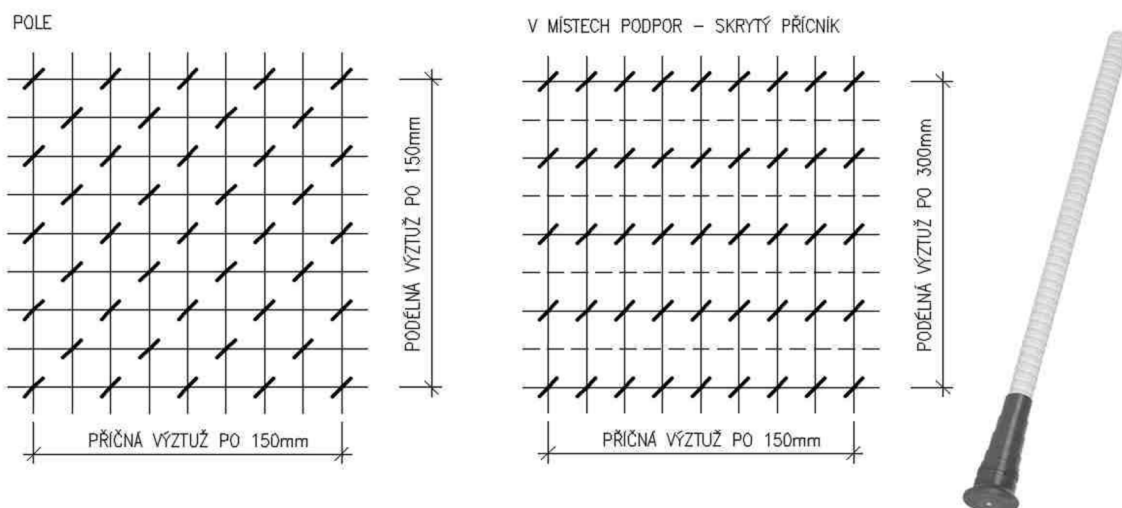 POLE
PODÉLNÁ VÝZTUŽ PO 150mm
PŘÍČNÁ VÝZTUŽ PO 150mm
V MÍSTECH PODPOR – SKRYTÝ PŘÍČNÍK
PODÉLNÁ VÝZTUŽ PO 300mm
PŘÍČNÁ VÝZTUŽ PO 150mm